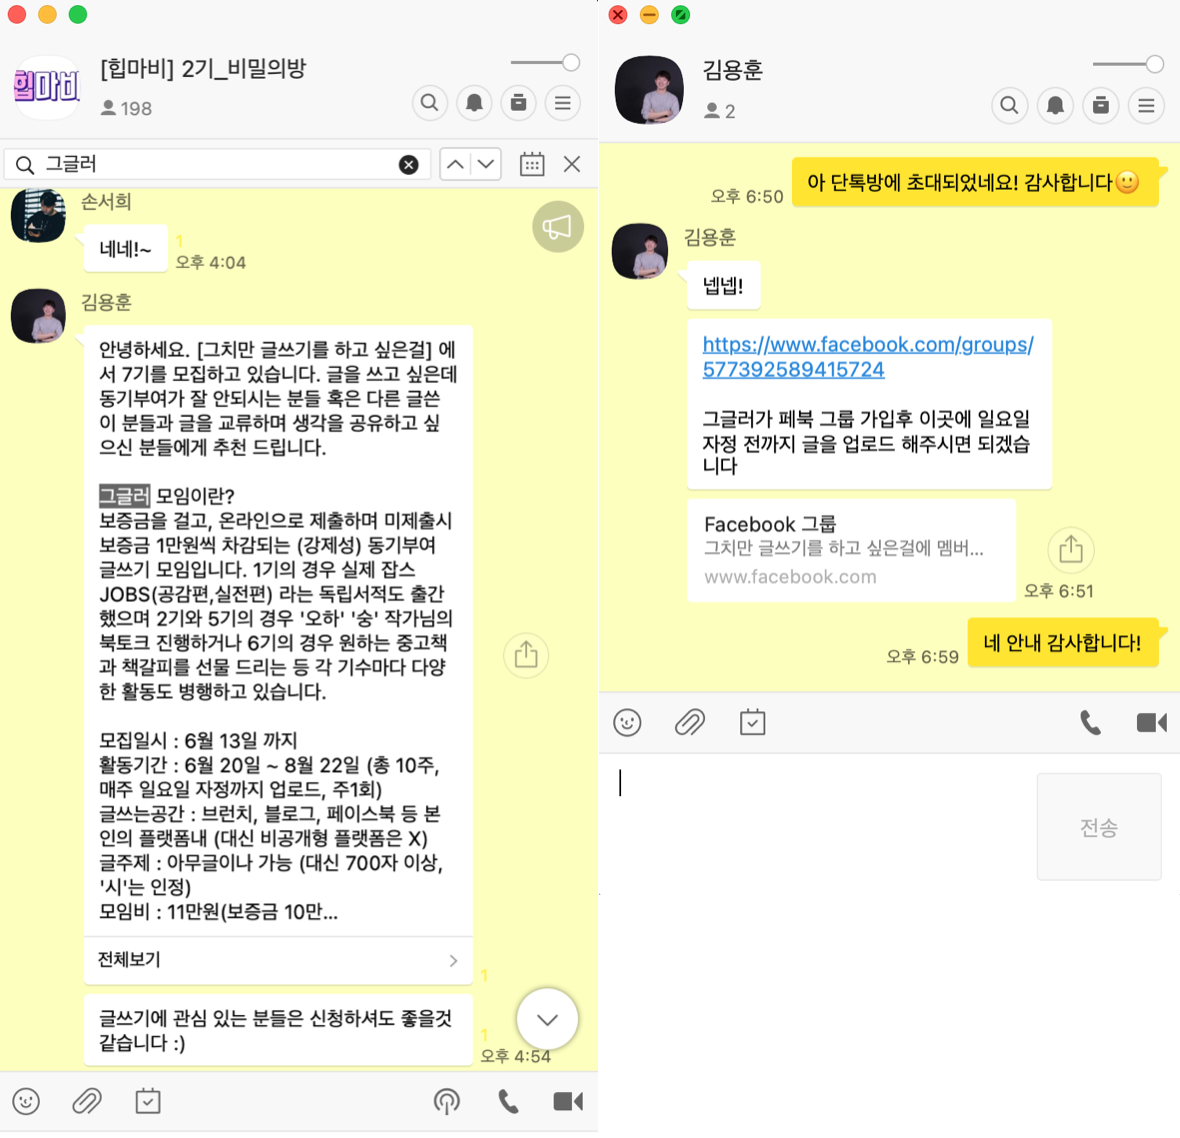 힙마비
[힙마비] 2기_비밀의방
198
그글러
손서희
네네!~
1
오후 4:04
김용훈
안녕하세요. [그치만 글쓰기를 하고 싶은걸] 에
서 7기를 모집하고 있습니다. 글을 쓰고 싶은데
동기부여가 잘 안되시는 분들 혹은 다른 글쓴
이 분들과 글을 교류하며 생각을 공유하고 싶
으신 분들에게 추천 드립니다.
그글러 모임이란?
보증금을 걸고, 온라인으로 제출하며 미제출시
보증금 1만원씩 차감되는 (강제성) 동기부여
글쓰기 모임입니다. 1기의 경우 실제 잡스
JOBS(공감편,실전편) 라는 독립서적도 출간
했으며 2기와 5기의 경우 '오하' '숭' 작가님의
북토크 진행하거나 6기의 경우 원하는 중고책
과 책갈피를 선물 드리는 등 각 기수마다 다양
한 활동도 병행하고 있습니다.
모집일시 : 6월 13일 까지
활동기간 : 6월 20일 ~ 8월 22일 (총 10주,
매주 일요일 자정까지 업로드, 주1회)
글쓰는공간 : 브런치, 블로그, 페이스북 등 본
인의 플랫폼내 (대신 비공개형 플랫폼은 X)
글주제 : 아무글이나 가능 (대신 700자 이상,
'시'는 인정)
모임비 : 11만원(보증금 10만...
전체보기
1
글쓰기에 관심 있는 분들은 신청하셔도 좋을것
같습니다 :)
1
오후 4:54
김용훈
2
아 단톡방에 초대되었네요! 감사합니다🙂
오후 6:50
김용훈
넵넵!
https://www.facebook.com/groups/
577392589415724
그글러가 페북 그룹 가입후 이곳에 일요일
자정 전까지 글을 업로드 해주시면 되겠습
니다
Facebook 그룹
그치만 글쓰기를 하고 싶은걸에 멤버...
www.facebook.com
오후 6:51
네 안내 감사합니다!
오후 6:59
전송